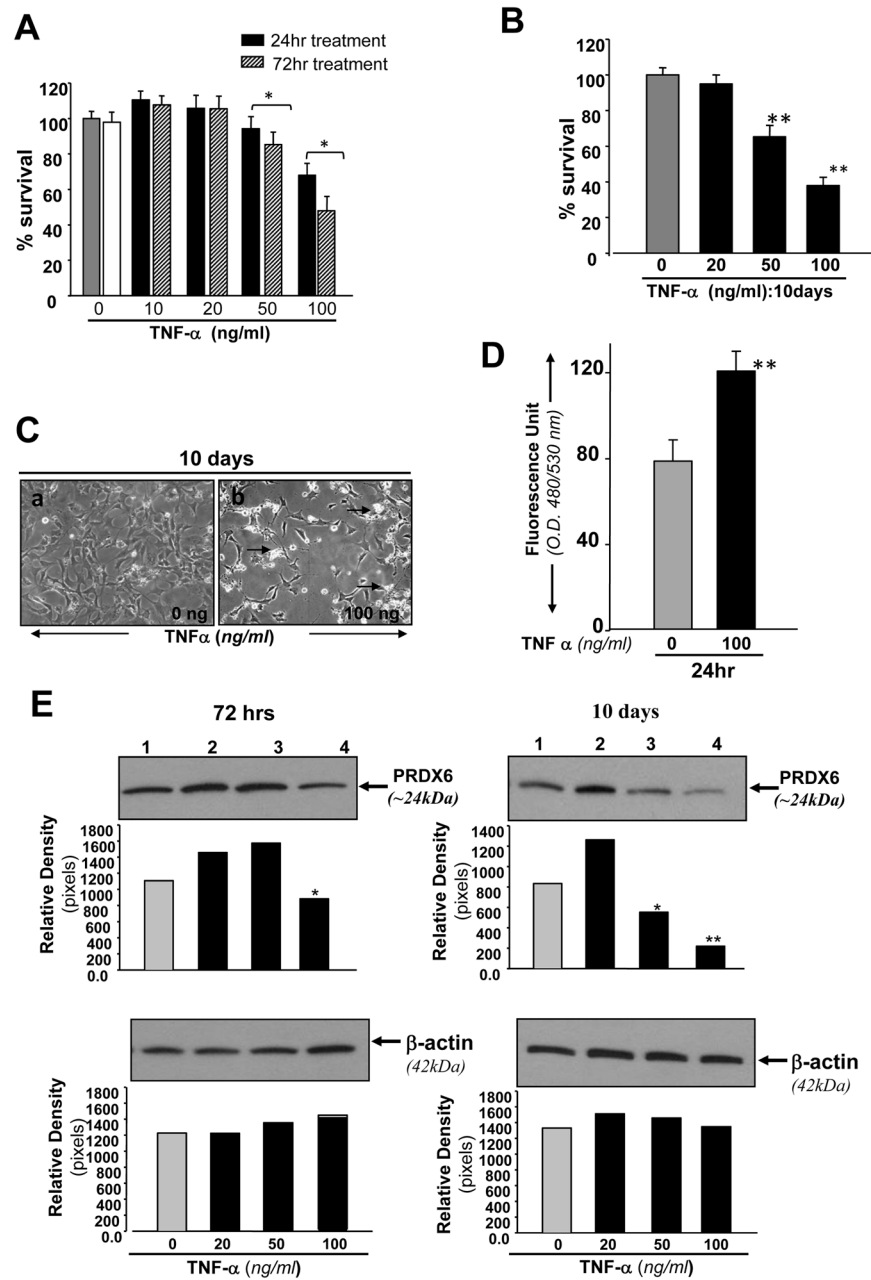 A
24hr treatment
72hr treatment
% survival
120
100
80
60
40
20
0
*
*
0 10 20 50 100
TNF-α (ng/ml)
B
% survival
120
100
80
60
40
20
0
**
**
0 20 50 100
TNF-α (ng/ml):10days
C
10 days
a b
0 ng 100 ng
TNFα (ng/ml)
D
Fluorescence Unit
(O.D. 480/530 nm)
120
80
40
0
**
TNF α (ng/ml) 0 100
24hr
E
72 hrs
1 2 3 4
PRDX6
(~24kDa)
Relative Density
(pixels)
1800
1600
1400
1200
1000
800
600
400
200
0.0
*
β-actin
(42kDa)
Relative Density
(pixels)
1800
1600
1400
1200
1000
800
600
400
200
0.0
0 20 50 100
TNF-α (ng/ml)
10 days
1 2 3 4
PRDX6
(~24kDa)
Relative Density
(pixels)
1400
1200
1000
800
600
400
200
0.0
*
**
β-actin
(42kDa)
Relative Density
(pixels)
1800
1600
1400
1200
1000
800
600
400
200
0.0
0 20 50 100
TNF-α (ng/ml)